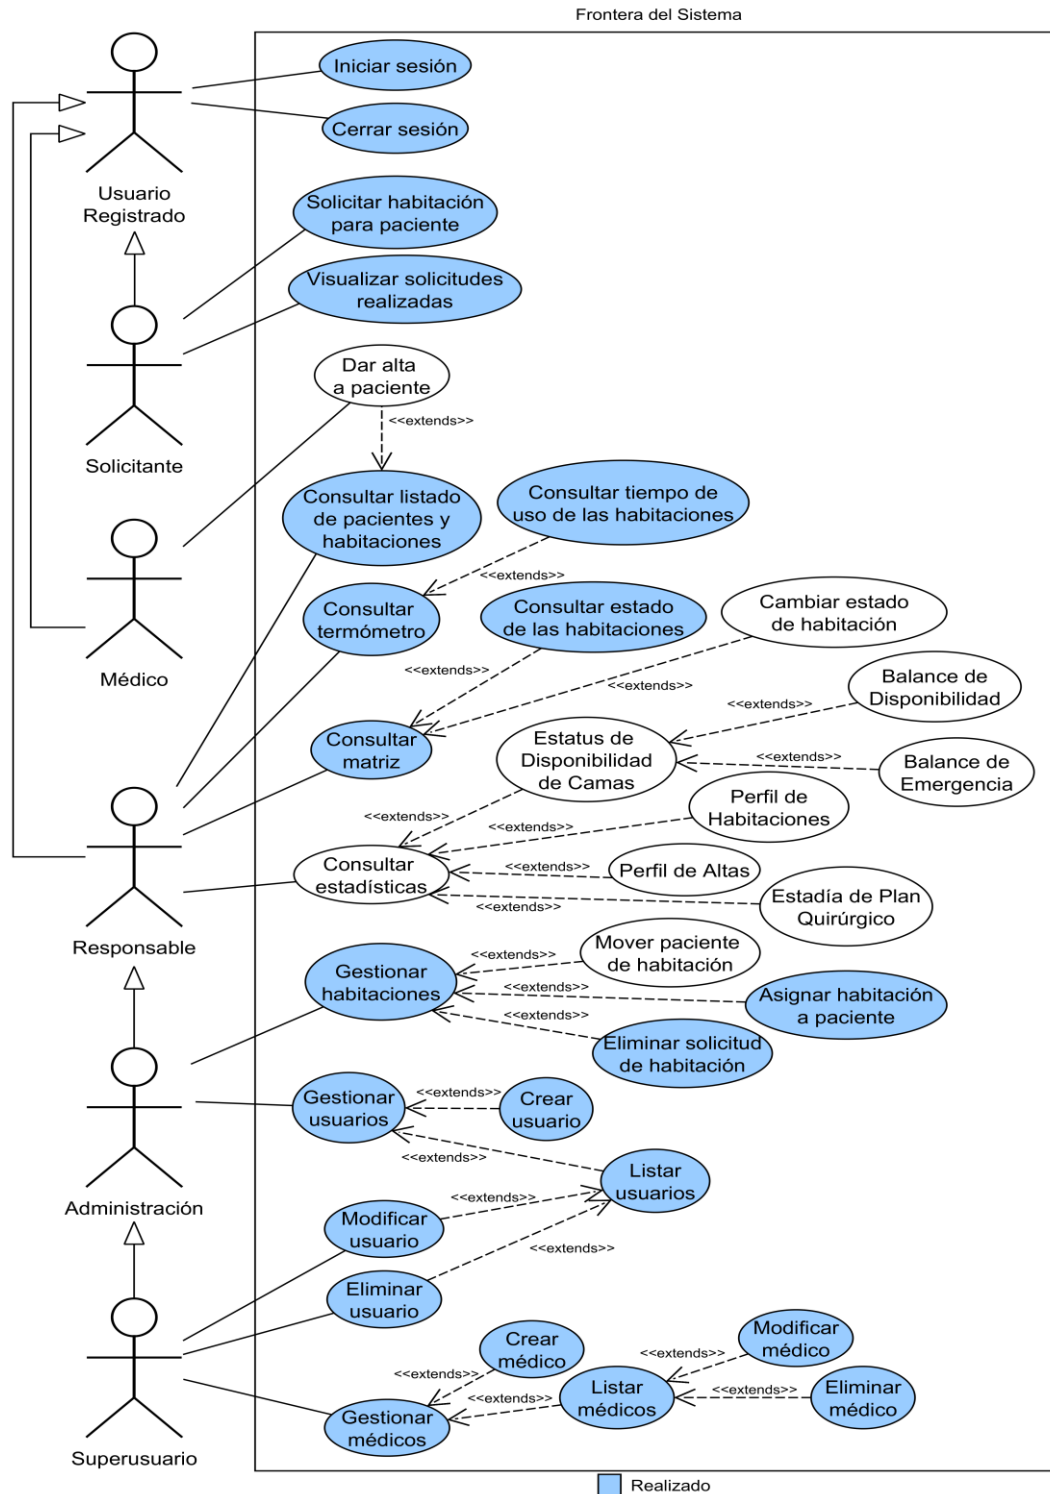 Frontera del Sistema
Iniciar sesión
Cerrar sesión
Usuario
Registrado
Solicitar habitación
para paciente
Visualizar solicitudes
realizadas
Solicitante
Dar alta
a paciente
<<extends>>
Consultar listado
de pacientes y
habitaciones
Consultar tiempo de
uso de las habitaciones
<<extends>>
Médico
Consultar
termómetro
Consultar estado
de las habitaciones
Cambiar estado
de habitación
<<extends>>
<<extends>>
Consultar
matriz
Balance de
Disponibilidad
<<extends>>
Estatus de
Disponibilidad
de Camas
<<extends>>
Balance de
Emergencia
Responsable
<<extends>>
Perfil de
Habitaciones
<<extends>>
Consultar
estadísticas
<<extends>>
Perfil de Altas
<<extends>>
Estadía de Plan
Quirúrgico
Gestionar
habitaciones
<<extends>>
Mover paciente
de habitación
<<extends>>
Asignar habitación
a paciente
<<extends>>
Eliminar solicitud
de habitación
Administración
Gestionar
usuarios
<<extends>>
Crear
usuario
<<extends>>
Listar
usuarios
Modificar
usuario
<<extends>>
Eliminar
usuario
<<extends>>
Superusuario
Crear
médico
<<extends>>
Modificar
médico
<<extends>>
Gestionar
médicos
<<extends>>
Listar
médicos
<<extends>>
Eliminar
médico
Realizado